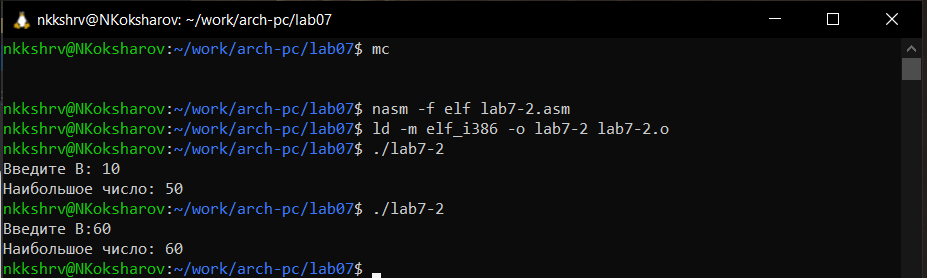 nkkshrv@NKoksharov: ~/work/arch-pc/lab07
nkkshrv@NKoksharov:~/work/arch-pc/lab07$ mc
nkkshrv@NKoksharov:~/work/arch-pc/lab07$ nasm -f elf lab7-2.asm
nkkshrv@NKoksharov:~/work/arch-pc/lab07$ ld -m elf_i386 -o lab7-2 lab7-2.o
nkkshrv@NKoksharov:~/work/arch-pc/lab07$ ./lab7-2
Введите В: 10
Наибольшее число: 50
nkkshrv@NKoksharov:~/work/arch-pc/lab07$ ./lab7-2
Введите В:60
Наибольшее число: 60
nkkshrv@NKoksharov:~/work/arch-pc/lab07$